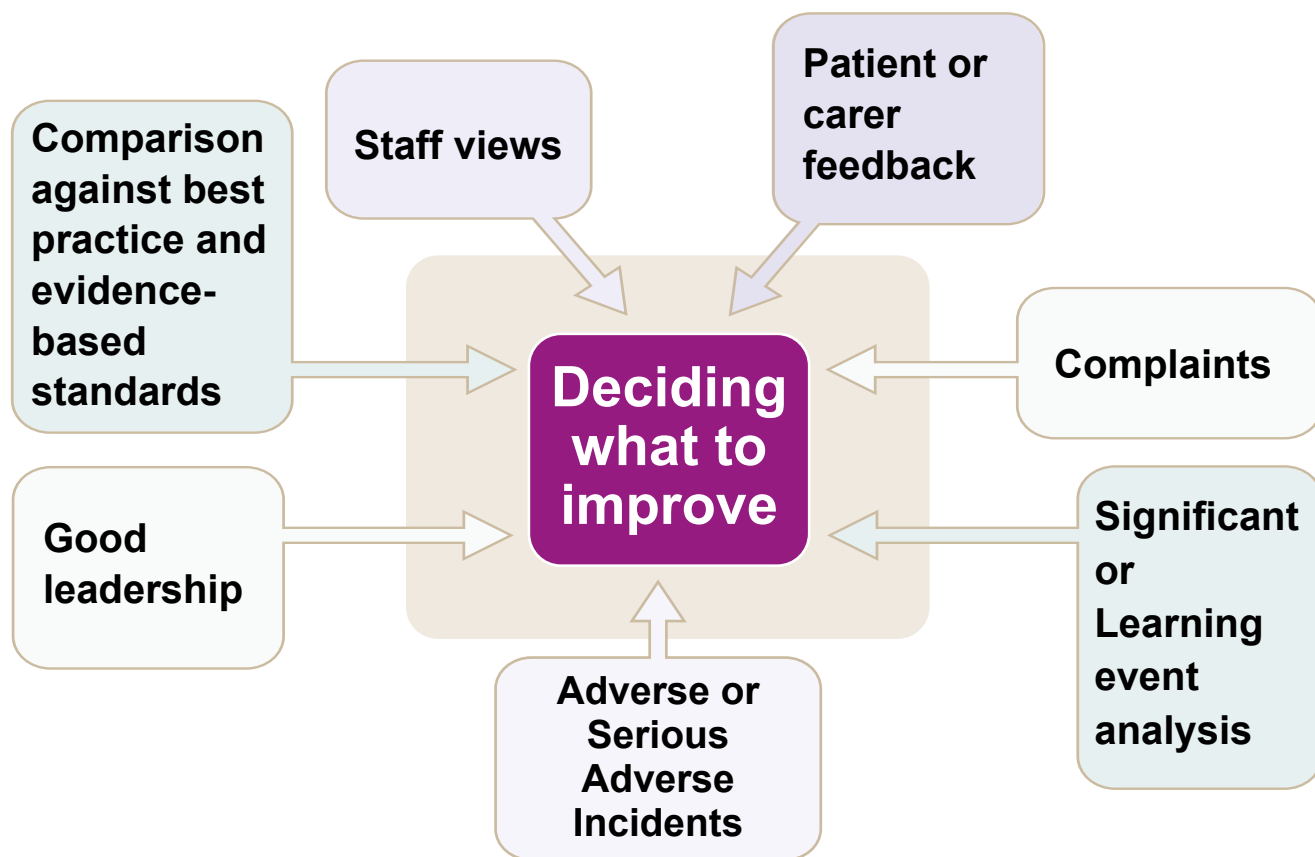 Comparison
against best
practice and
evidence-
based
standards
Staff views
Patient or
carer
feedback
Complaints
Significant
or
Learning
event
analysis
Adverse or
Serious
Adverse
Incidents
Good
leadership
Deciding
what to
improve